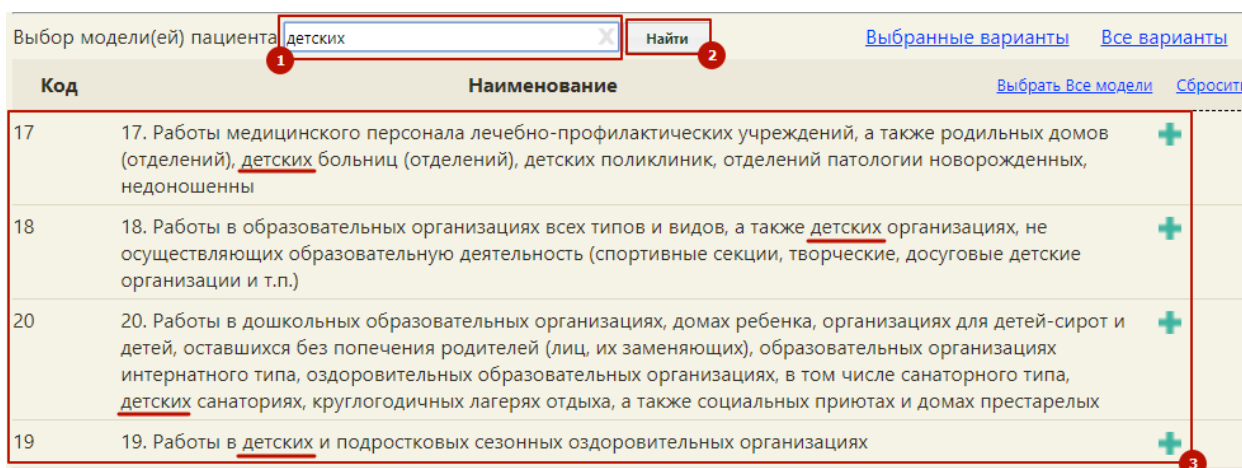 Выбор модели(ей) пациента детских Найти Выбранные варианты Все варианты
1 2
Код Наименование Выбрать Все модели Сбросить
17 17. Работы медицинского персонала лечебно-профилактических учреждений, а также родильных домов
(отделений), детских больниц (отделений), детских поликлиник, отделений патологии новорожденных,
недоношенны
18 18. Работы в образовательных организациях всех типов и видов, а также детских организациях, не
осуществляющих образовательную деятельность (спортивные секции, творческие, досуговые детские
организации и т.п.)
20 20. Работы в дошкольных образовательных организациях, домах ребенка, организациях для детей-сирот и
детей, оставшихся без попечения родителей (лиц, их заменяющих), образовательных организациях
интернатного типа, оздоровительных образовательных организациях, в том числе санаторного типа,
детских санаториях, круглогодичных лагерях отдыха, а также социальных приютах и домах престарелых
19 19. Работы в детских и подростковых сезонных оздоровительных организациях
3